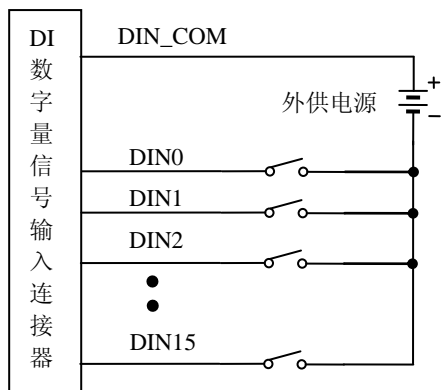 DI
数
字
量
信
号
输
入
连
接
器
DIN_COM
+
外供电源
−
DIN0
DIN1
DIN2
DIN15